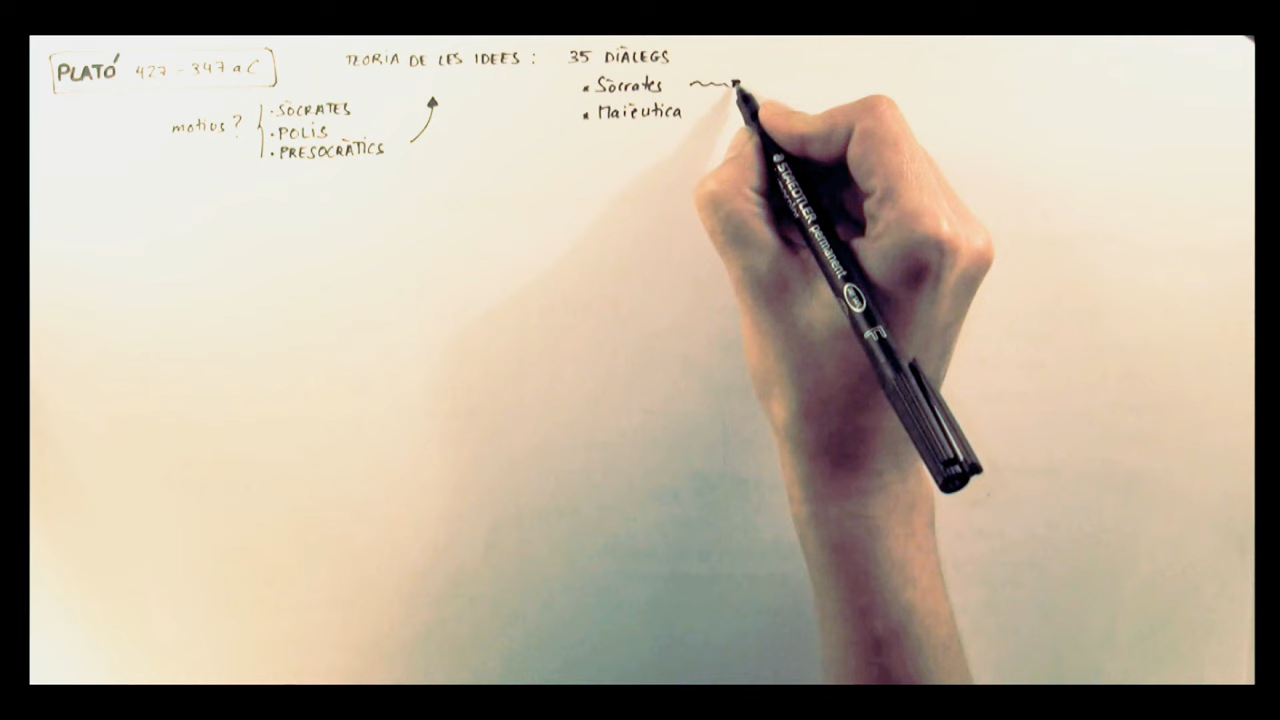 PLATÓ 427 - 347 a C
TEORIA DE LES IDEES : 35 DIÀLEGS
• Sòcrates
• Maièutica
motius?
· SÒCRATES
· POLIS
· PRESOCRÀTICS
STAEDTLER permanent
F